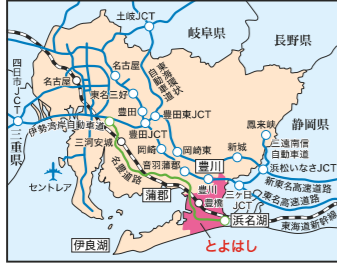 土岐JCT
岐阜県
長野県
四日市JCT
名古屋
名古屋
東海環状
自動車道
東名三好
豊田
豊田東JCT
三重県
伊勢湾岸自動車道
豊田JCT
鳳来峡
静岡県
三河安城
岡崎
岡崎東
新城
三遠南信
自動車道
名豊道路
音羽蒲郡
豊川
浜松いなさJCT
セントレア
豊川
三ケ日
JCT
新東名高速道路
東名高速道路
蒲郡
豊橋
浜名湖
東海道新幹線
伊良湖
とよはし